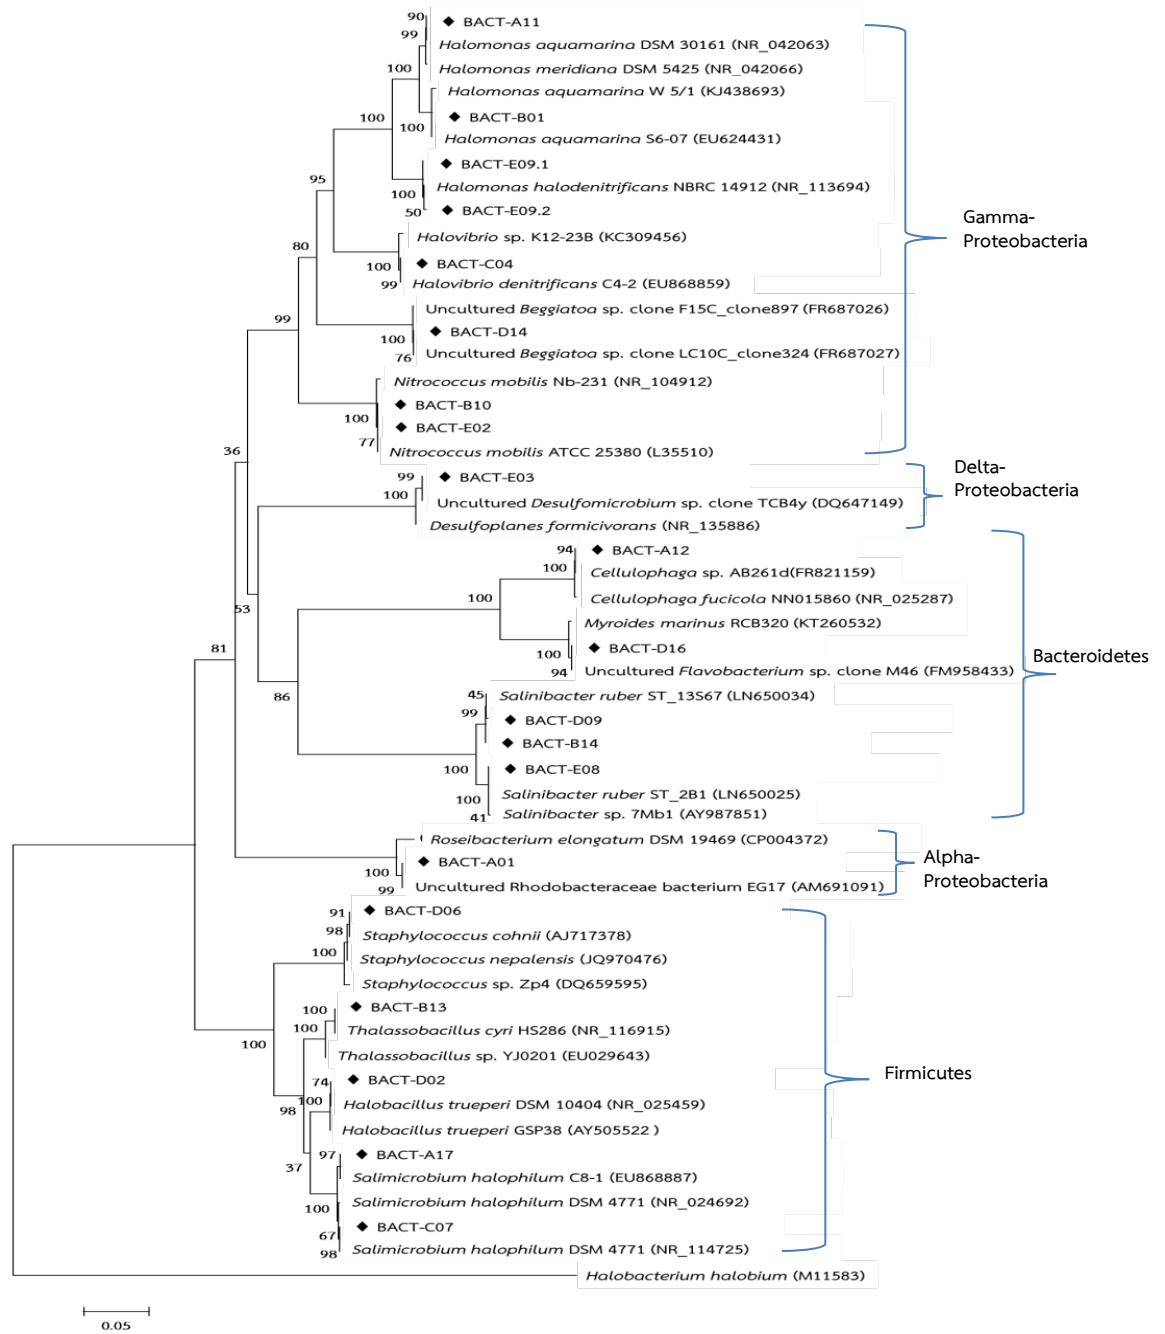 90
BACT-A11
99
Halomonas aquamarina DSM 30161 (NR_042063)
100
Halomonas meridiana DSM 5425 (NR_042066)
Halomonas aquamarina W 5/1 (KJ438693)
100
BACT-B01
100
Halomonas aquamarina S6-07 (EU624431)
BACT-E09.1
95
Halomonas halodenitrificans NBRC 14912 (NR_113694)
100
BACT-E09.2
50
Gamma-
Proteobacteria
Halovibrio sp. K12-23B (KC309456)
80
BACT-C04
100
Halovibrio denitrificans C4-2 (EU868859)
99
Uncultured Beggiatoa sp. clone F15C_clone897 (FR687026)
99
BACT-D14
100
Uncultured Beggiatoa sp. clone LC10C_clone324 (FR687027)
76
Nitrococcus mobilis Nb-231 (NR_104912)
BACT-B10
100
BACT-E02
77
Nitrococcus mobilis ATCC 25380 (L35510)
36
Delta-
Proteobacteria
99
BACT-E03
100
Uncultured Desulfomicrobium sp. clone TCB4y (DQ647149)
Desulfoplanes formicivorans (NR_135886)
94
BACT-A12
100
Cellulophaga sp. AB261d(FR821159)
100
Cellulophaga fucicola NN015860 (NR_025287)
53
Myroides marinus RCB320 (KT260532)
81
BACT-D16
100
Bacteroidetes
Uncultured Flavobacterium sp. clone M46 (FM958433)
94
86
45
Salinibacter ruber ST_13S67 (LN650034)
99
BACT-D09
BACT-B14
100
BACT-E08
Salinibacter ruber ST_2B1 (LN650025)
100
Salinibacter sp. 7Mb1 (AY987851)
41
Roseibacterium elongatum DSM 19469 (CP004372)
Alpha-
Proteobacteria
BACT-A01
100
Uncultured Rhodobacteraceae bacterium EG17 (AM691091)
99
91
BACT-D06
98
Staphylococcus cohnii (AJ717378)
100
Staphylococcus nepalensis (JQ970476)
Staphylococcus sp. Zp4 (DQ659595)
100
BACT-B13
100
Thalassobacillus cyri HS286 (NR_116915)
100
Thalassobacillus sp. YJ0201 (EU029643)
Firmicutes
74
BACT-D02
100
98
Halobacillus trueperi DSM 10404 (NR_025459)
Halobacillus trueperi GSP38 (AY505522 )
97
BACT-A17
37
Salimicrobium halophilum C8-1 (EU868887)
100
Salimicrobium halophilum DSM 4771 (NR_024692)
BACT-C07
67
Salimicrobium halophilum DSM 4771 (NR_114725)
98
Halobacterium halobium (M11583)
0.05